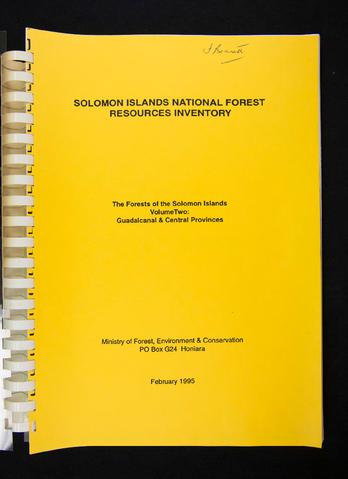 J Bennett
SOLOMON ISLANDS NATIONAL FOREST
RESOURCES INVENTORY
The Forests of the Solomon Islands
VolumeTwo:
Guadalcanal & Central Provinces
Ministry of Forest, Environment & Conservation
PO Box G24 Honiara
February 1995